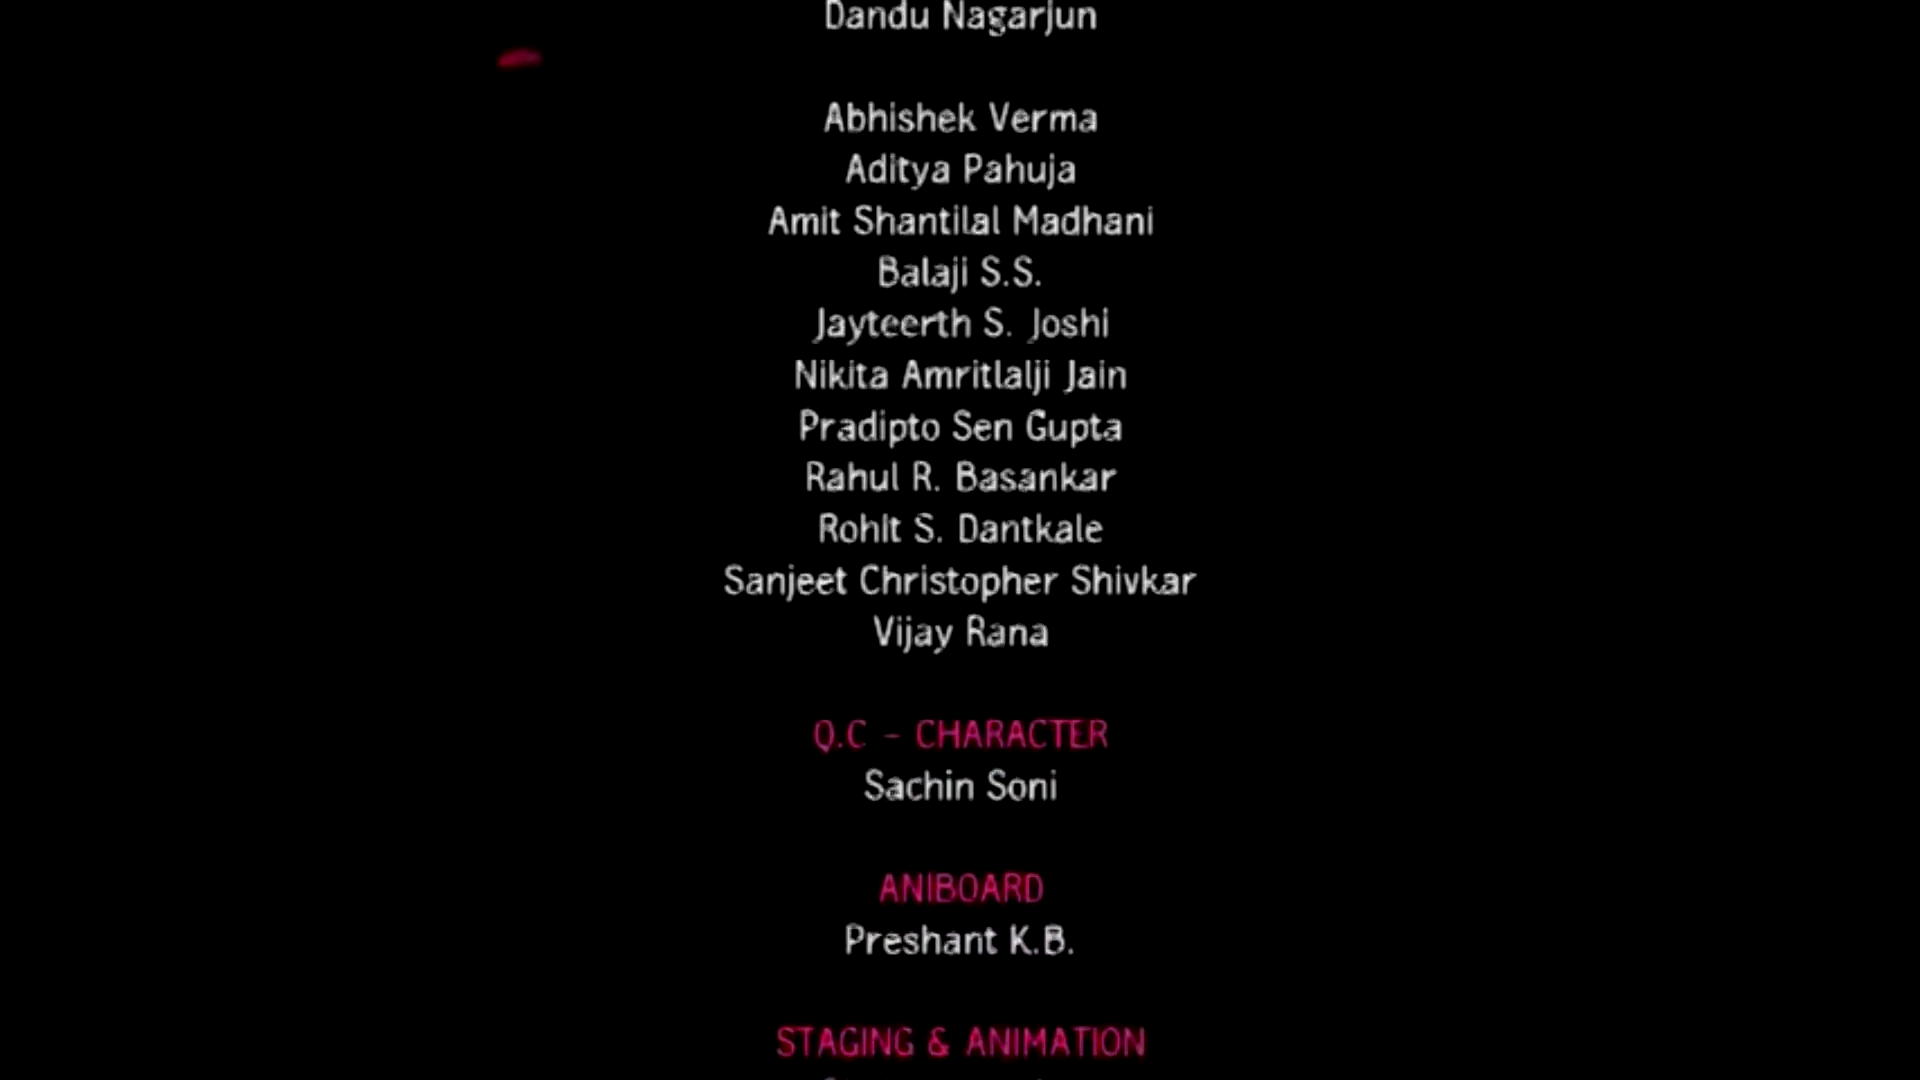 Dandu Nagarjun
Abhishek Verma
Aditya Pahuja
Amit Shantilal Madhani
Balaji S.S.
Jayteerth S. Joshi
Nikita Amritlalji Jain
Pradipto Sen Gupta
Rahul R. Basankar
Rohit S. Dantkale
Sanjeet Christopher Shivkar
Vijay Rana
Q.C - CHARACTER
Sachin Soni
ANIBOARD
Preshant K.B.
STAGING & ANIMATION